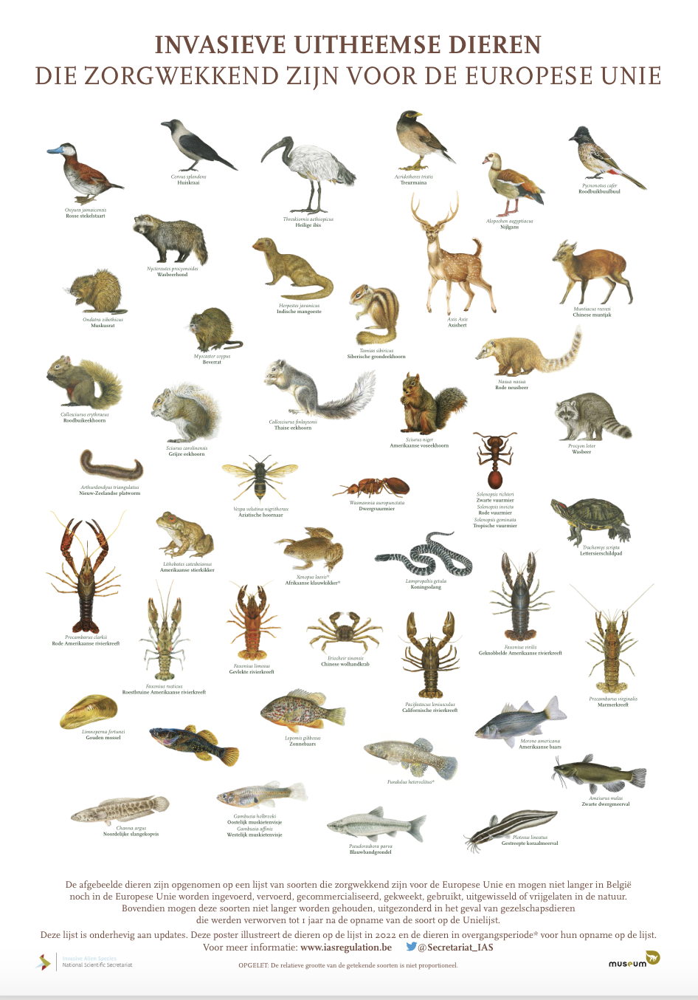 INVASIEVE UITHEEMSE DIEREN
DIE ZORGWEKKEND ZIJN VOOR DE EUROPESE UNIE
Oxyura jamaicensis
Rosse stekelstaart
Corvus splendens
Huiskraai
Threskiornis aethiopicus
Heilige ibis
Acridotheres tristis
Treurmaina
Alopochen aegyptiacus
Nijlgans
Pycnonotus cafer
Roodbuikbuulbuul
Nyctereutes procyonoides
Wasbeerhond
Ondatra zibethicus
Muskusrat
Herpestes javanicus
Indische mangoeste
Axis Axis
Axishert
Muntiacus reevesi
Chinese muntjak
Myocastor coypus
Beverrat
Tamias sibiricus
Siberische grondeekhoorn
Nasua nasua
Rode neusbeer
Callosciurus erythraeus
Roodbuikeekhoorn
Sciurus carolinensis
Grijze eekhoorn
Callosciurus finlaysonii
Thaise eekhoorn
Sciurus niger
Amerikaanse voseekhoorn
Procyon lotor
Wasbeer
Arthurdendyus triangulatus
Nieuw-Zeelandse platworm
Vespa velutina nigrithorax
Aziatische hoornaar
Wasmannia auropunctata
Dwergvuurmier
Solenopsis richteri
Zwarte vuurmier
Solenopsis invicta
Rode vuurmier
Solenopsis geminata
Tropische vuurmier
Trachemys scripta
Lettersierschildpad
Lithobates catesbeianus
Amerikaanse stierkikker
Xenopus laevis*
Afrikaanse klauwkikker*
Lampropeltis getula
Koningsslang
Procambarus clarkii
Rode Amerikaanse rivierkreeft
Faxonius rusticus
Roestbruine Amerikaanse rivierkreeft
Faxonius limosus
Gevlekte rivierkreeft
Eriocheir sinensis
Chinese wolhandkrab
Pacifastacus leniusculus
Californische rivierkreeft
Faxonius virilis
Geknobbelde Amerikaanse rivierkreeft
Procambarus virginalis
Marmerkreeft
Limnoperna fortunei
Gouden mossel
Lepomis gibbosus
Zonnebaars
Morone americana
Amerikaanse baars
Fundulus heteroclitus*
Ameiurus melas
Zwarte dwergmeerval
Channa argus
Noordelijke slangekopvis
Gambusia holbrooki
Oostelijk muskietenvisje
Gambusia affinis
Westelijk muskietenvisje
Pseudorasbora parva
Blauwbandgrondel
Plotosus lineatus
Gestreepte koraalmeerval
De afgebeelde dieren zijn opgenomen op een lijst van soorten die zorgwekkend zijn voor de Europese Unie en mogen niet langer in België
noch in de Europese Unie worden ingevoerd, vervoerd, gecommercialiseerd, gekweekt, gebruikt, uitgewisseld of vrijgelaten in de natuur.
Bovendien mogen deze soorten niet langer worden gehouden, uitgezonderd in het geval van gezelschapsdieren
die werden verworven tot 1 jaar na de opname van de soort op de Unielijst.
Deze lijst is onderhevig aan updates. Deze poster illustreert de dieren op de lijst in 2022 en de dieren in overgangsperiode* voor hun opname op de lijst.
Voor meer informatie: www.iasregulation.be @Secretariat_IAS
OPGELET: De relatieve grootte van de getekende soorten is niet proportioneel.
Invasive Alien Species
National Scientific Secretariat
museum